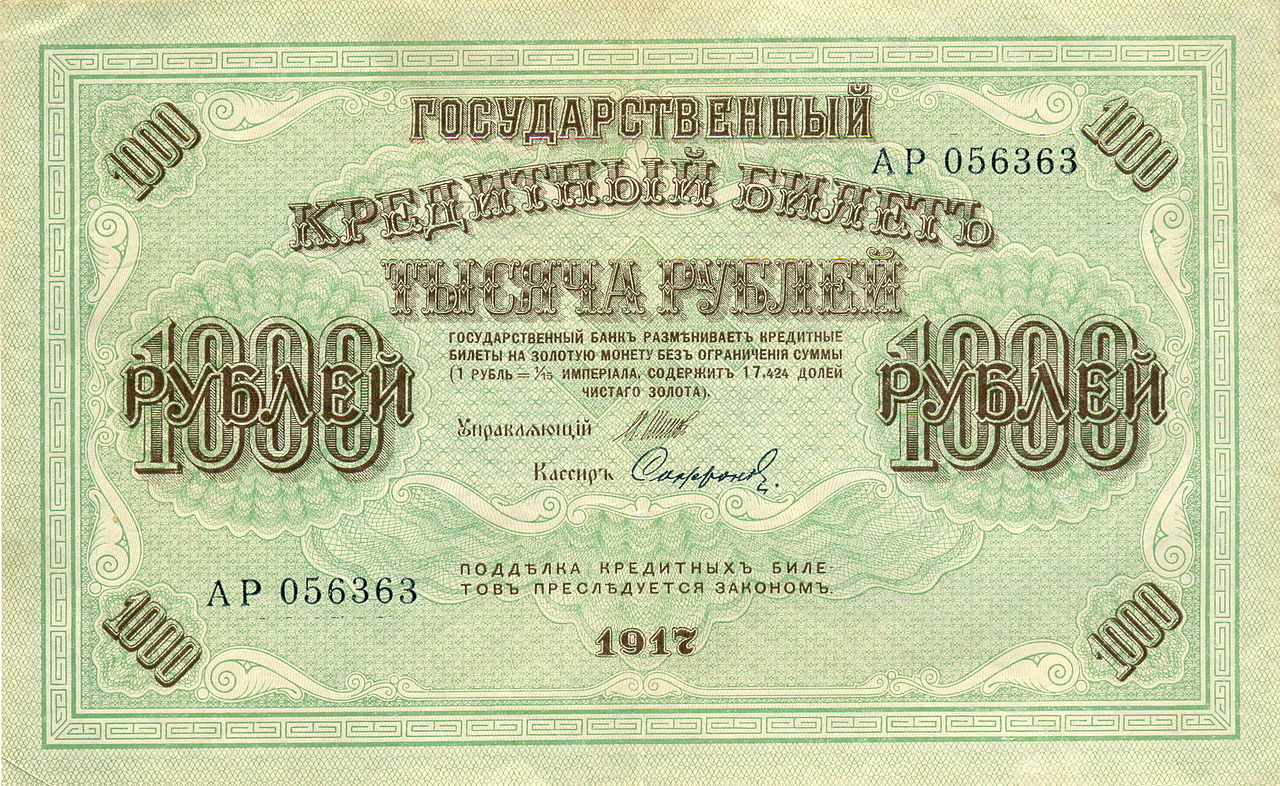 1000
1000
ГОСУДАРСТВЕННЫЙ
АР 056363
КРЕДИТНЫЙ БИЛЕТЪ
ТЫСЯЧА РУБЛЕЙ
1000
РУБЛЕЙ
1000
РУБЛЕЙ
ГОСУДАРСТВЕННЫЙ БАНКЪ РАЗМѢНИВАЕТЪ КРЕДИТНЫЕ
БИЛЕТЫ НА ЗОЛОТУЮ МОНЕТУ БЕЗЪ ОГРАНИЧЕНІЯ СУММЫ
(1 РУБЛЬ = 1/15 ИМПЕРІАЛА, СОДЕРЖИТЪ 17.424 ДОЛЕЙ
ЧИСТАГО ЗОЛОТА).
Управляющій
Кассиръ Сафронов
АР 056363
ПОДДѢЛКА КРЕДИТНЫХЪ БИЛЕ-
ТОВЪ ПРЕСЛѢДУЕТСЯ ЗАКОНОМЪ.
1917
1000
1000